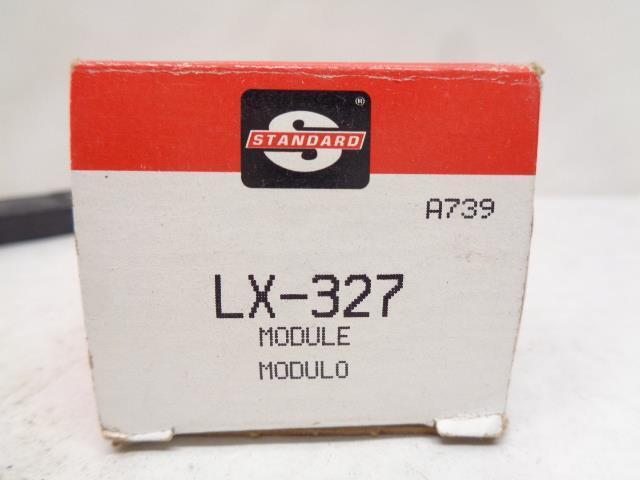 STANDARD®
A739
LX-327
MODULE
MODULO